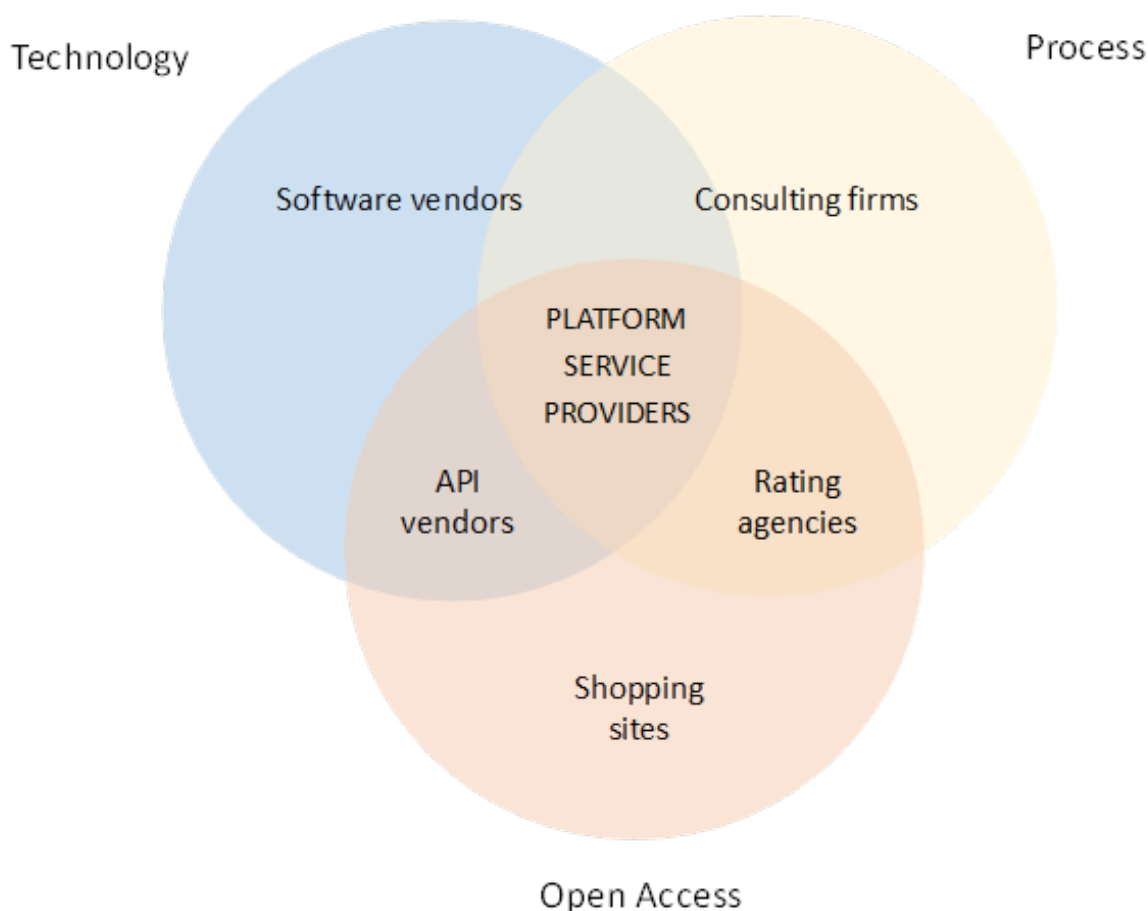 Technology
Process
Software vendors
Consulting firms
PLATFORM
SERVICE
PROVIDERS
API
vendors
Rating
agencies
Shopping
sites
Open Access